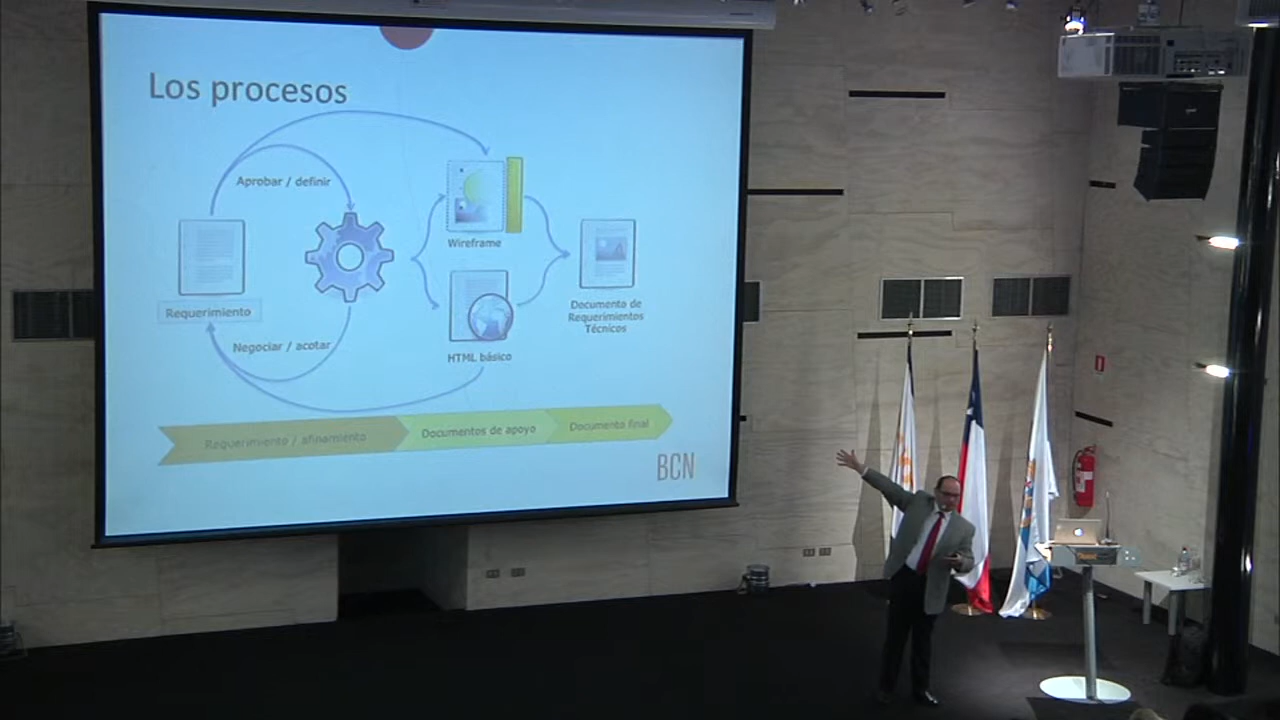 Los procesos
Aprobar / definir
Wireframe
Requerimiento
Documento de
Requerimientos
Técnicos
Negociar / acotar
HTML básico
Requerimiento / afinamiento
Documentos de apoyo
Documento final
BCN